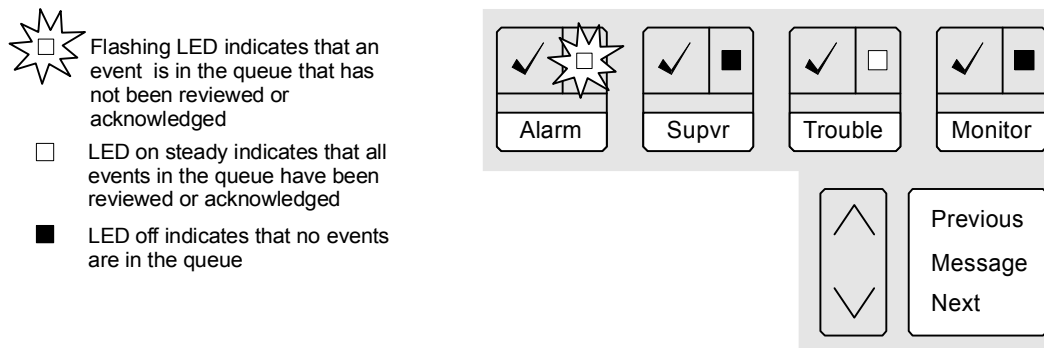 Flashing LED indicates that an
event is in the queue that has
not been reviewed or
acknowledged
LED on steady indicates that all
events in the queue have been
reviewed or acknowledged
LED off indicates that no events
are in the queue
Alarm
Supvr
Trouble
Monitor
Previous
Message
Next